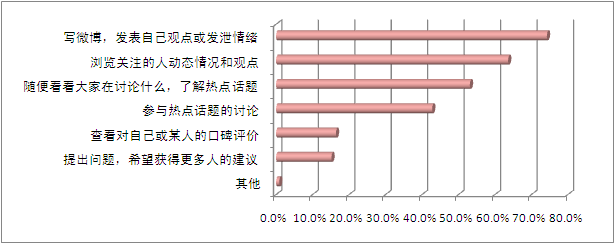 写微博，发表自己观点或发泄情绪
浏览关注的人动态情况和观点
随便看看大家在讨论什么，了解热点话题
参与热点话题的讨论
查看对自己或某人的口碑评价
提出问题，希望获得更多人的建议
其他
0.0% 10.0% 20.0% 30.0% 40.0% 50.0% 60.0% 70.0% 80.0%